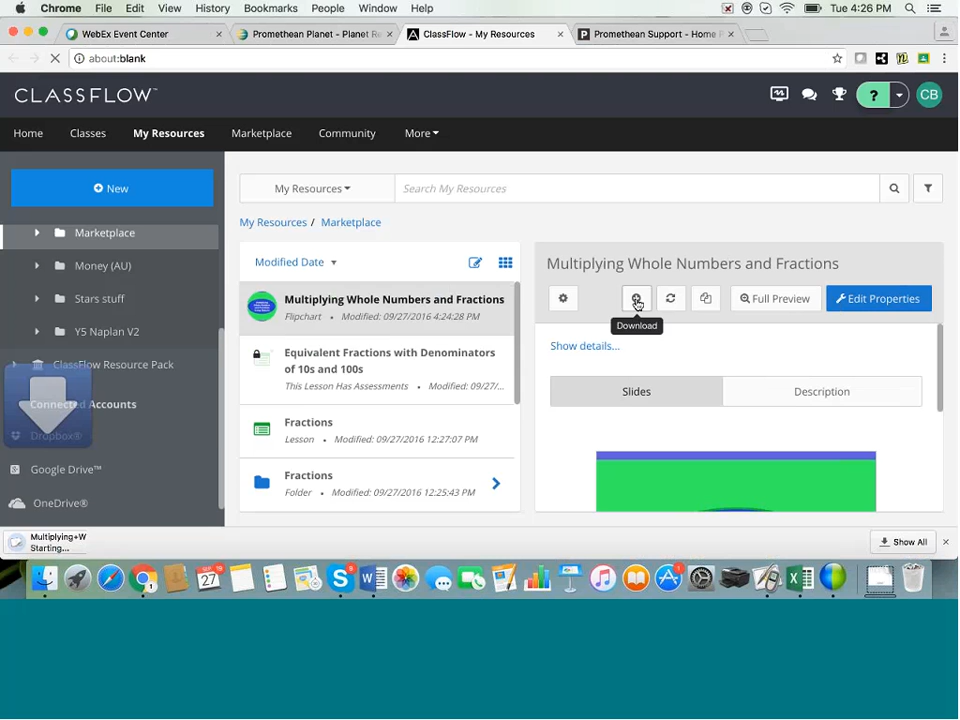 Chrome File Edit View History Bookmarks People Window Help Tue 4:26 PM
WebEx Event Center × Promethean Planet - Planet Re × ClassFlow - My Resources × Promethean Support - Home P ×
about:blank
CLASSFLOW ? CB
Home Classes My Resources Marketplace Community More
New
Marketplace
Money (AU)
Stars stuff
Y5 Naplan V2
ClassFlow Resource Pack
Connected Accounts
Dropbox®
Google Drive™
OneDrive®
My Resources Search My Resources
My Resources / Marketplace
Modified Date
Multiplying Whole Numbers and Fractions
Flipchart • Modified: 09/27/2016 4:24:28 PM
Equivalent Fractions with Denominators
of 10s and 100s
This Lesson Has Assessments • Modified: 09/27/...
Fractions
Lesson • Modified: 09/27/2016 12:27:07 PM
Fractions
Folder • Modified: 09/27/2016 12:25:43 PM
Multiplying Whole Numbers and Fractions
Full Preview Edit Properties
Download
Show details...
Slides Description
Multiplying+W
Starting...
Show All ×
27